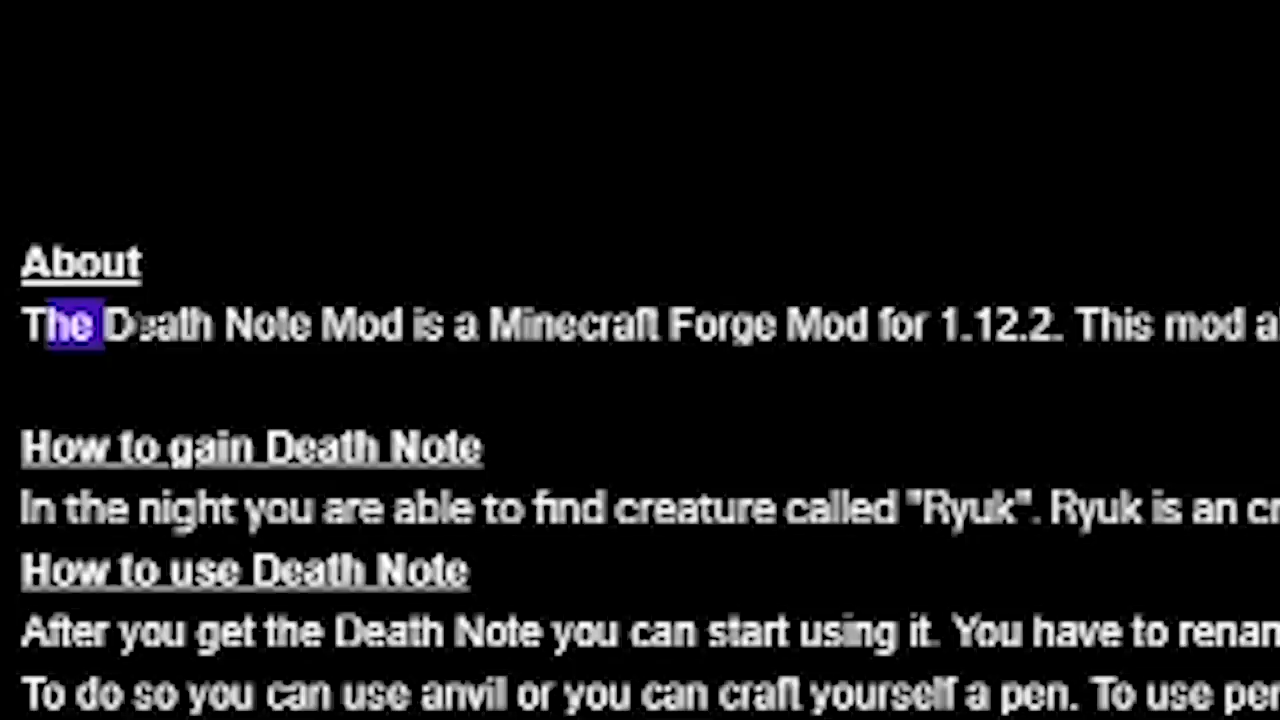 About
The Death Note Mod is a Minecraft Forge Mod for 1.12.2. This mod a
How to gain Death Note
In the night you are able to find creature called "Ryuk". Ryuk is an cr
How to use Death Note
After you get the Death Note you can start using it. You have to renam
To do so you can use anvil or you can craft yourself a pen. To use pen